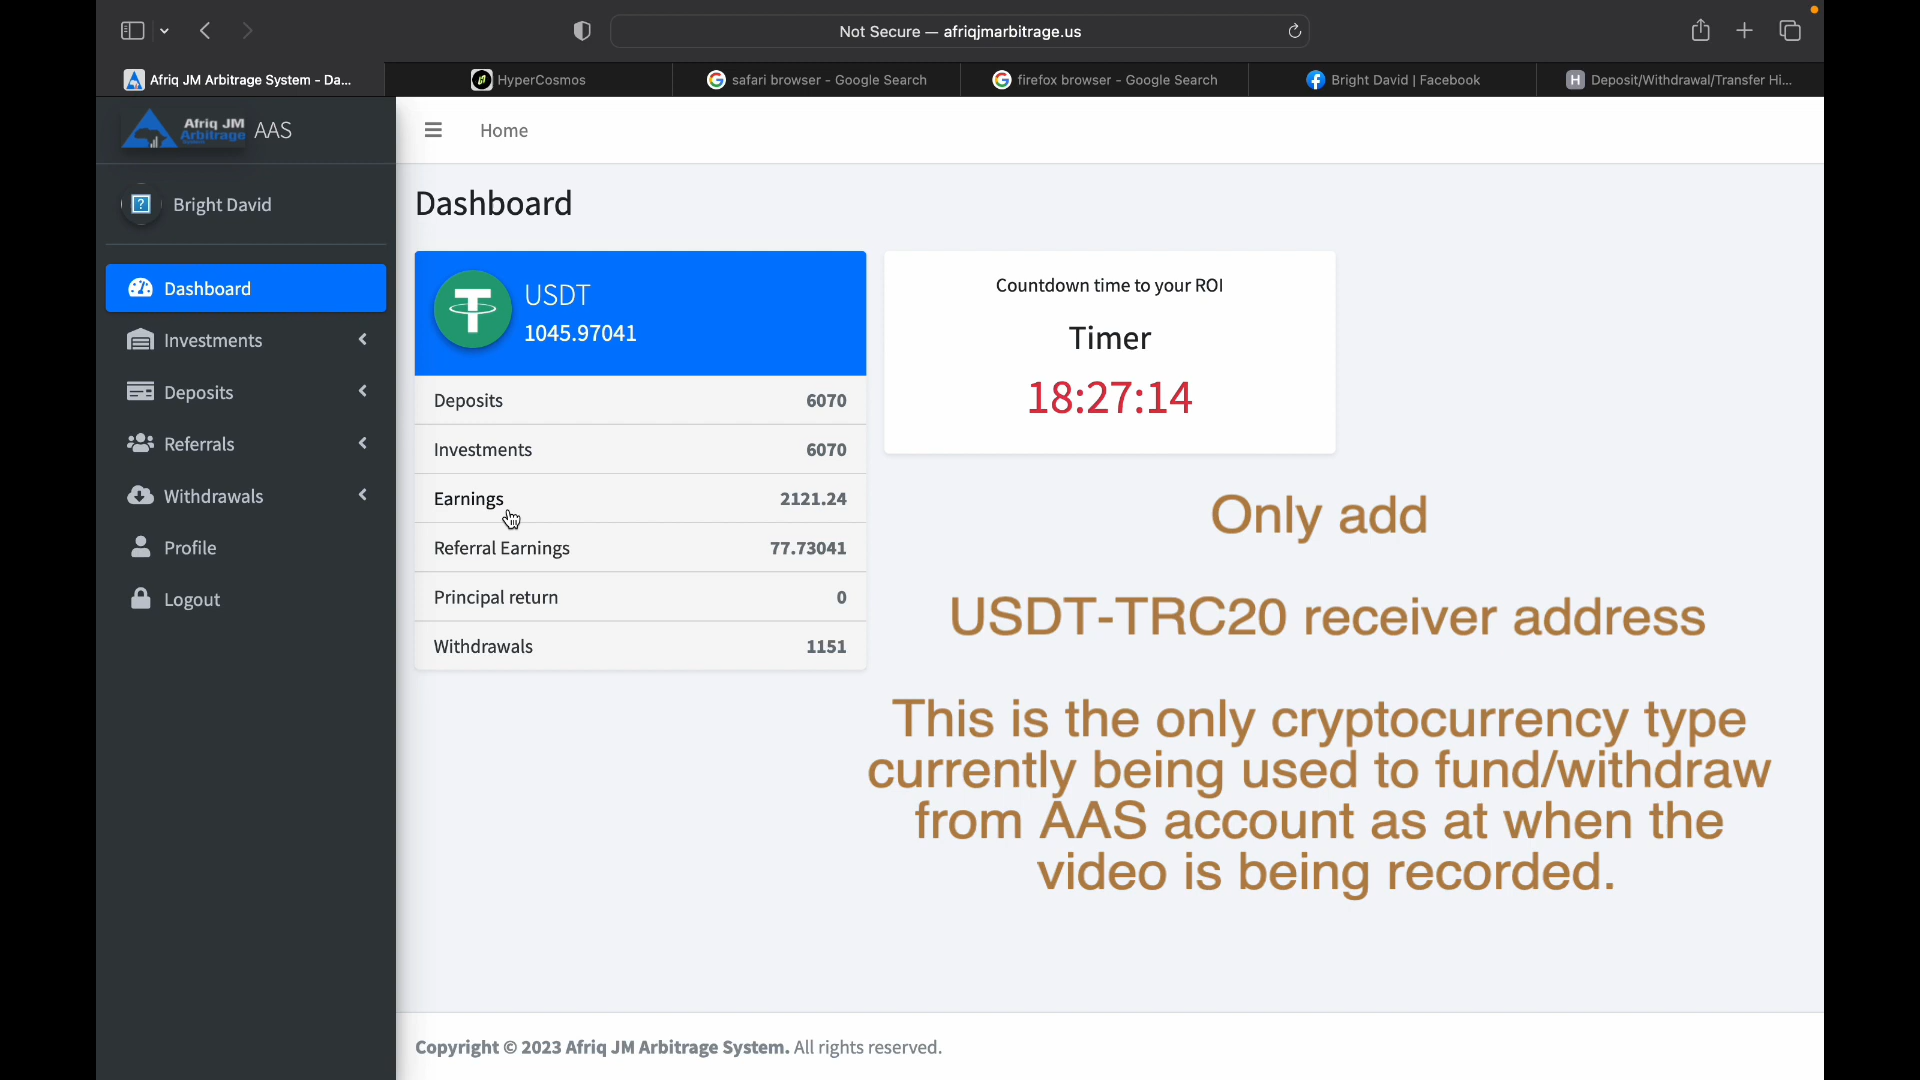 Not Secure — afriqjmarbitrage.us
Afriq JM Arbitrage System - Da...
HyperCosmos
safari browser - Google Search
firefox browser - Google Search
Bright David | Facebook
H Deposit/Withdrawal/Transfer Hi...
Afriq JM
Arbitrage
AAS
Home
Bright David
Dashboard
Investments
Deposits
Referrals
Withdrawals
Profile
Logout
Dashboard
USDT
1045.97041
Deposits 6070
Investments 6070
Earnings 2121.24
Referral Earnings 77.73041
Principal return 0
Withdrawals 1151
Countdown time to your ROI
Timer
18:27:14
Only add
USDT-TRC20 receiver address
This is the only cryptocurrency type
currently being used to fund/withdraw
from AAS account as at when the
video is being recorded.
Copyright © 2023 Afriq JM Arbitrage System. All rights reserved.